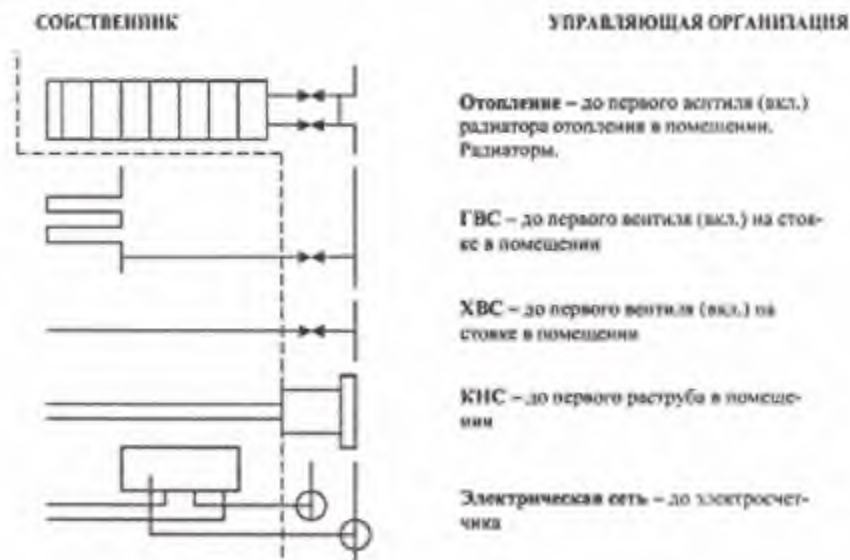 СОБСТВЕННИК
УПРАВЛЯЮЩАЯ ОРГАНИЗАЦИЯ
Отопление – до первого вентиля (вкл.)
радиатора отопления в помещении.
Радиаторы.
ГВС – до первого вентиля (вкл.) на стоя-
ке в помещении
ХВС – до первого вентиля (вкл.) на
стояке в помещении
КНС – до первого раструба в помеще-
нии
Электрическая сеть – до электросчет-
чика